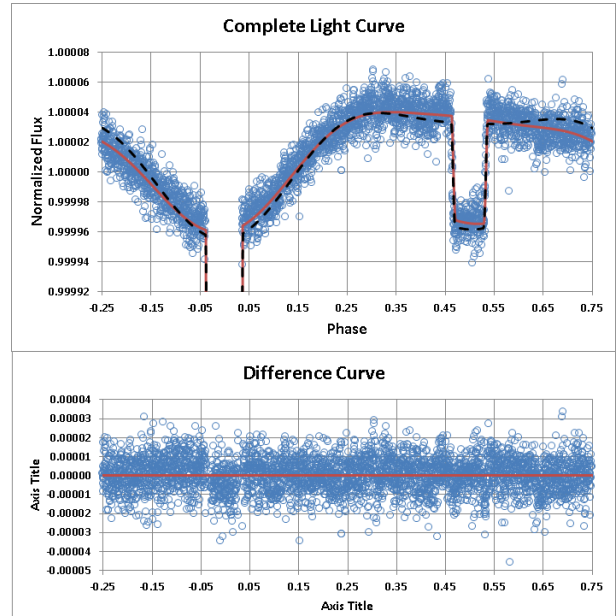 Complete Light Curve
Normalized Flux
1.00008
1.00006
1.00004
1.00002
1.00000
0.99998
0.99996
0.99994
0.99992
-0.25 -0.15 -0.05 0.05 0.15 0.25 0.35 0.45 0.55 0.65 0.75
Phase
Difference Curve
Axis Title
0.00004
0.00003
0.00002
0.00001
0.00000
-0.00001
-0.00002
-0.00003
-0.00004
-0.00005
-0.25 -0.15 -0.05 0.05 0.15 0.25 0.35 0.45 0.55 0.65 0.75
Axis Title